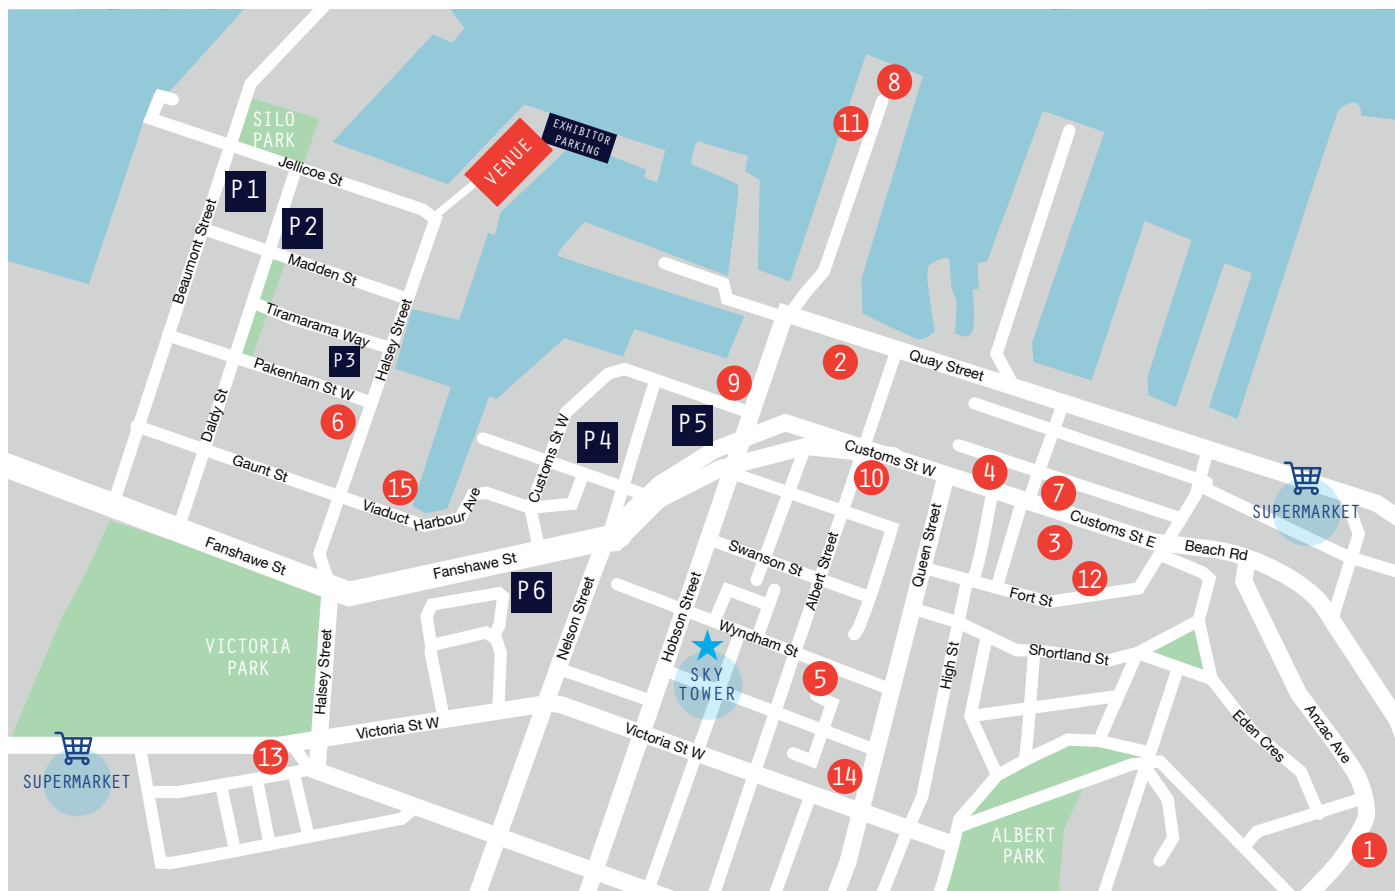 8
11
SILO
PARK
EXHIBITOR
PARKING
VENUE
Jellicoe St
P1
P2
Beaumont Street
Madden St
Tiramarama Way
Halsey Street
P3
Pakenham St W
2
Quay Street
9
6
Daldy St
P5
P4
Customs St W
Customs St W
10
4
7
Gaunt St
15
Viaduct Harbour Ave
SUPERMARKET
Customs St E
Beach Rd
3
12
Fanshawe St
Fanshawe St
P6
Swanson St
Albert Street
Queen Street
Fort St
Nelson Street
Hobson Street
Wyndham St
VICTORIA
PARK
Halsey Street
SKY
TOWER
5
High St
Shortland St
Victoria St W
Victoria St W
Eden Cres
Anzac Ave
13
SUPERMARKET
14
ALBERT
PARK
1